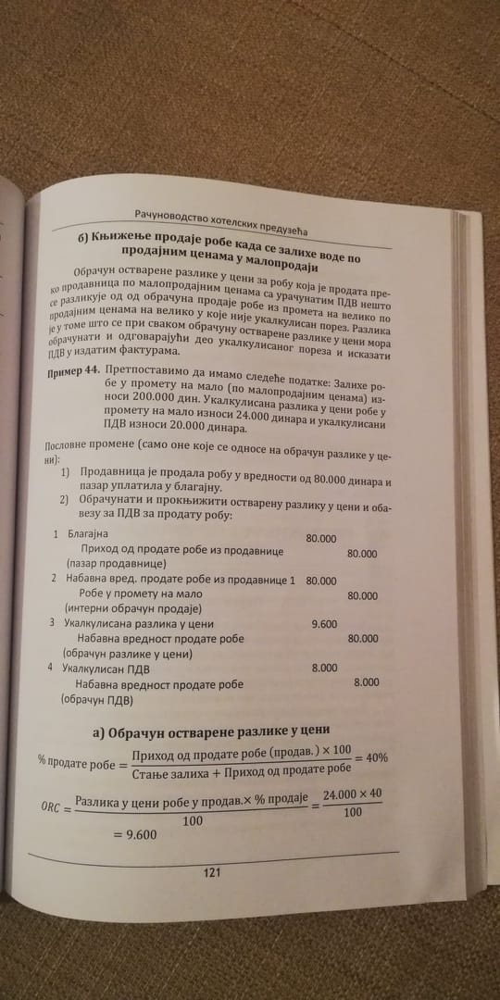 Рачуноводство хотелских предузећа
б) Књижење продаје робе када се залихе воде по
продајним ценама у малопродаји
Обрачун остварене разлике у цени за робу која је продата пре-
ко продавница по малопродајним ценама са урачунатим ПДВ нешто
се разликује од од обрачуна продаје робе из промета на велико по
продајним ценама на велико у које није укалкулисан порез. Разлика
је у томе што се при сваком обрачуну остварене разлике у цени мора
обрачунати и одговарајући део укалкулисаног пореза и исказати
ПДВ у издатим фактурама.
Пример 44. Претпоставимо да имамо следеће податке: Залихе ро-
бе у промету на мало (по малопродајним ценама) из-
носи 200.000 дин. Укалкулисана разлика у цени робе у
промету на мало износи 24.000 динара и укалкулисани
ПДВ износи 20.000 динара.
Пословне промене (само оне које се односе на обрачун разлике у це-
ни):
1) Продавница је продала робу у вредности од 80.000 динара и
пазар уплатила у благајну.
2) Обрачунати и прокњижити остварену разлику у цени и оба-
везу за ПДВ за продату робу:
1 Благајна 80.000
Приход од продате робе из продавнице 80.000
(пазар продавнице)
2 Набавна вред. продате робе из продавнице 1 80.000
Робе у промету на мало 80.000
(интерни обрачун продаје)
3 Укалкулисана разлика у цени 9.600
Набавна вредност продате робе 80.000
(обрачун разлике у цени)
4 Укалкулисан ПДВ 8.000
Набавна вредност продате робе 8.000
(обрачун ПДВ)
а) Обрачун остварене разлике у цени
% продате робе = Приход од продате робе (продав.) × 100 / Стање залиха + Приход од продате робе = 40%
ORC = Разлика у цени робе у продав.× % продаје / 100 = 24.000 × 40 / 100
= 9.600
121